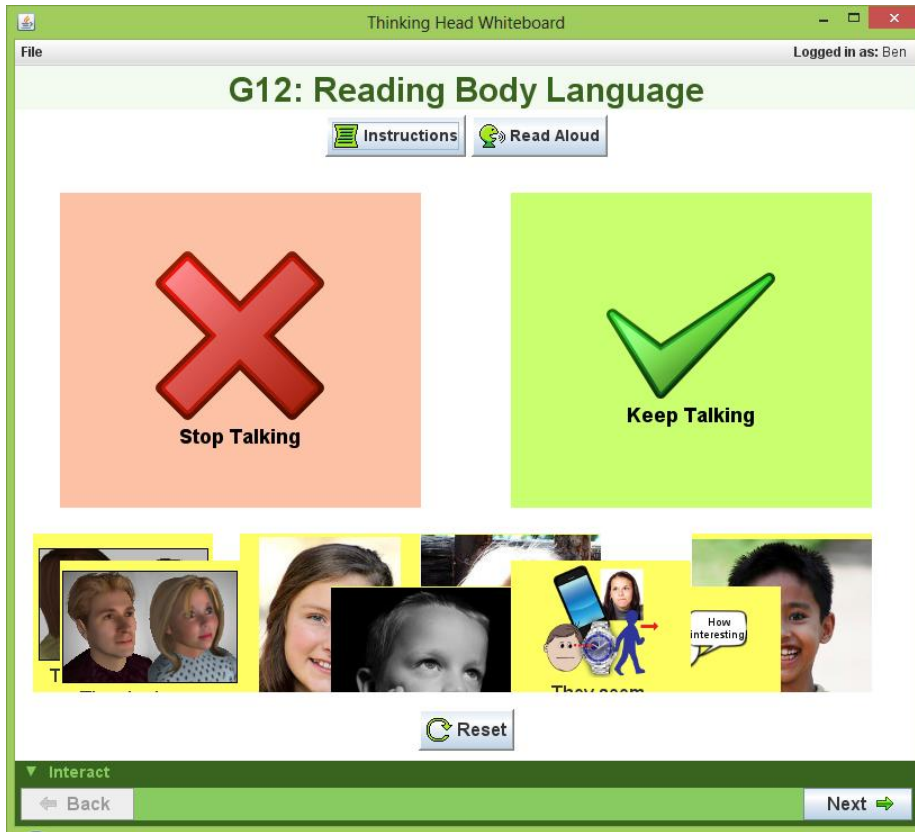 Thinking Head Whiteboard
File
Logged in as: Ben
G12: Reading Body Language
Instructions
Read Aloud
Stop Talking
Keep Talking
How
interesting!
They seem
Reset
Interact
Back
Next